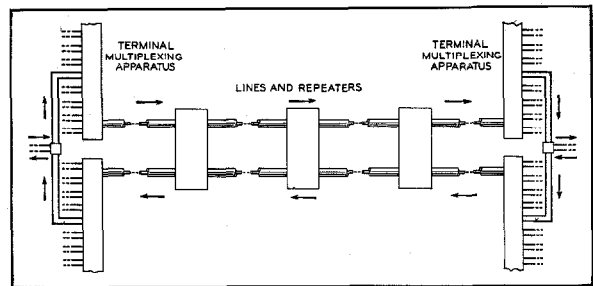 TERMINAL
MULTIPLEXING
APPARATUS
LINES AND REPEATERS
TERMINAL
MULTIPLEXING
APPARATUS